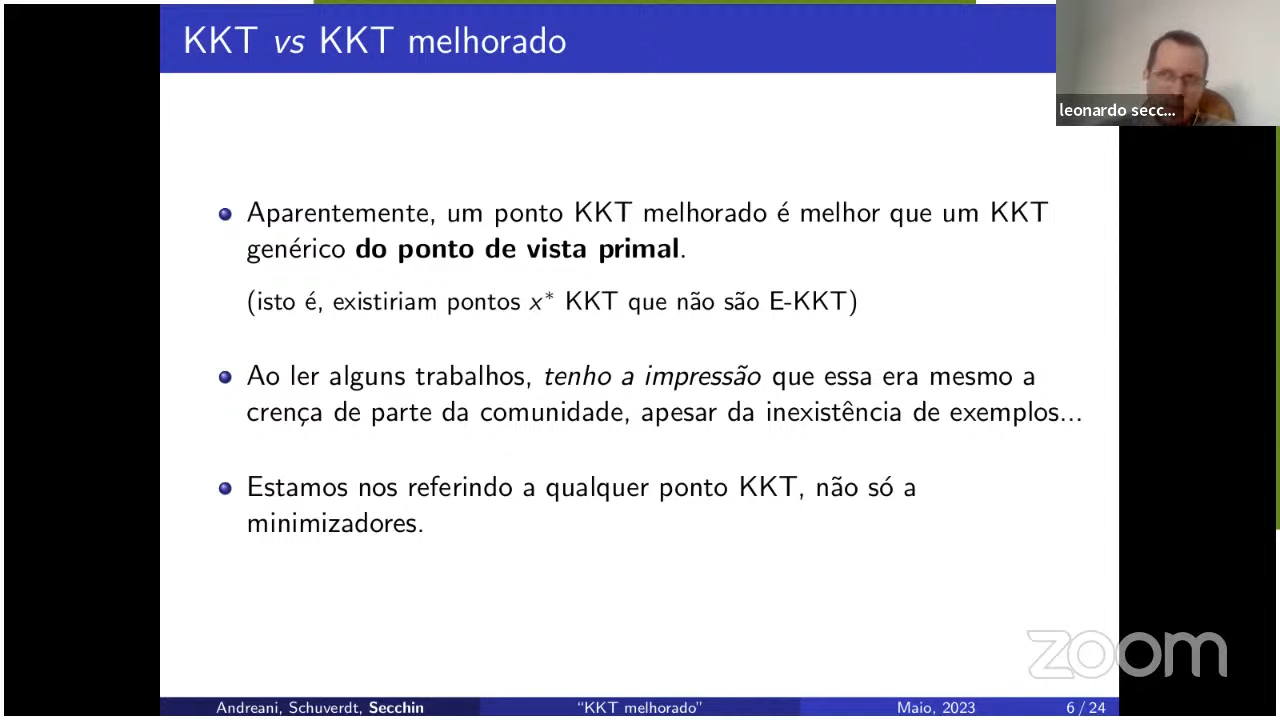 KKT vs KKT melhorado
leonardo secc...
Aparentemente, um ponto KKT melhorado é melhor que um KKT
genérico do ponto de vista primal.
(isto é, existiriam pontos x* KKT que não são E-KKT)
Ao ler alguns trabalhos, tenho a impressão que essa era mesmo a
crença de parte da comunidade, apesar da inexistência de exemplos...
Estamos nos referindo a qualquer ponto KKT, não só a
minimizadores.
zoom
Andreani, Schuverdt, Secchin “KKT melhorado” Maio, 2023 6 / 24